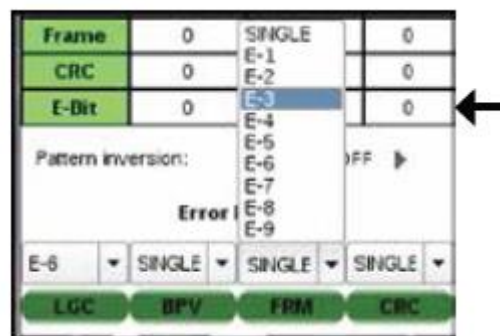 Frame 0 SINGLE 0
E-1
CRC 0 E-2 0
E-3
E-Bit 0 E-4 0
E-5
Pattern inversion: E-6 OFF
E-7
Error E-8
E-9
E-6 SINGLE SINGLE SINGLE
LGC BPV FRM CRC